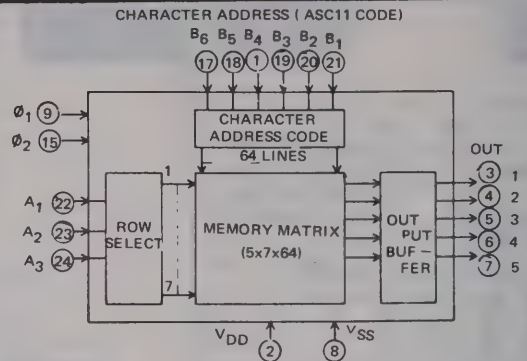 CHARACTER ADDRESS ( ASC11 CODE)
B6 B5 B4 B3 B2 B1
17 18 1 19 20 21
Ø1 9
Ø2 15
CHARACTER
ADDRESS CODE
64 LINES
OUT
A1 22
A2 23
A3 24
ROW
SELECT
1
7
MEMORY MATRIX
(5x7x64)
OUT
PUT
BUF -
FER
3 1
4 2
5 3
6 4
7 5
VDD
2
VSS
8